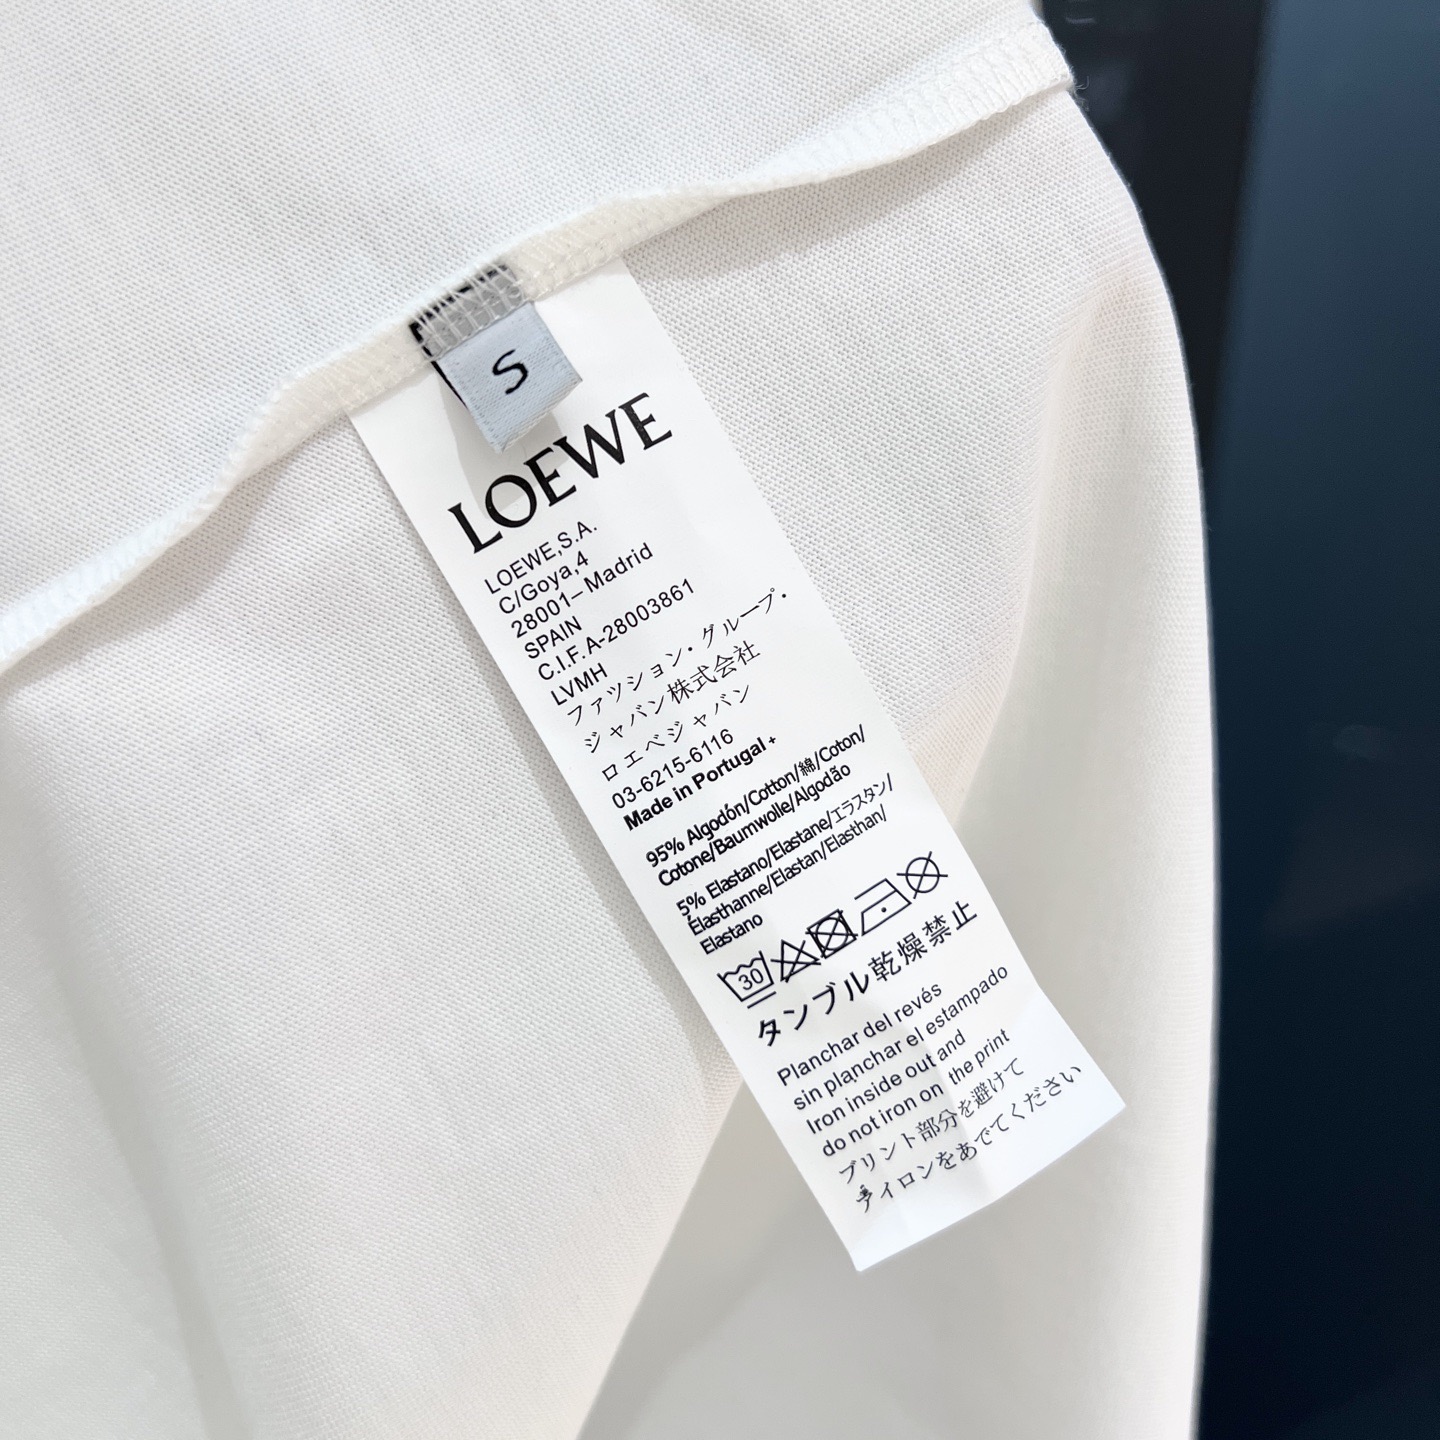 S
LOEWE
LOEWE,S.A.
C/Goya,4
28001–Madrid
SPAIN
C.I.F.A-28003861
LVMH
ファツション・グループ・
ジャバン株式会社
ロエベジャバン
03-6215-6116
Made in Portugal+
95% Algodón/Cotton/綿/Coton/
Cotone/Baumwolle/Algodão
5% Elastano/Elastane/エラスタン/
Élasthanne/Elastan/Elasthan/
Elastano
30
タンブル乾燥禁止
Planchar del revés
sin planchar el estampado
Iron inside out and
do not iron on the print
プリント部分を避けて
アイロンをあでてください